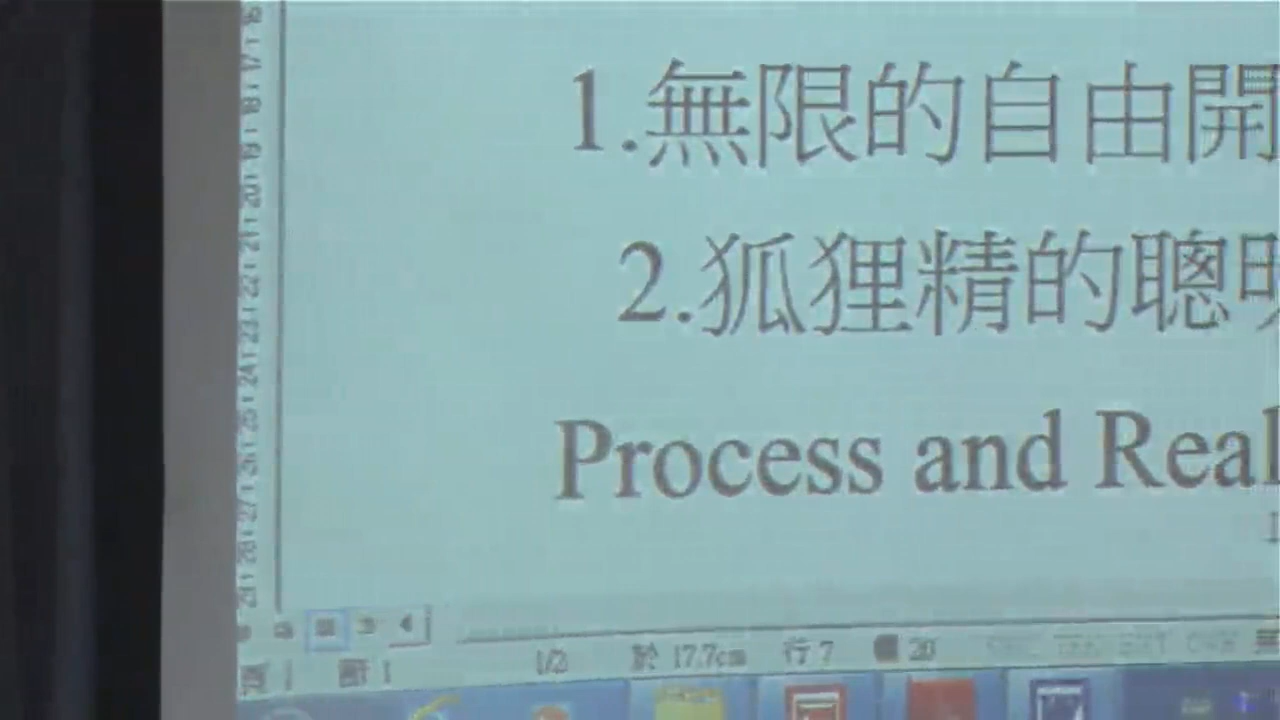 1.無限的自由開
2.狐狸精的聰明
Process and Real
頁 1 節 1 1/2 於 17.7cm 行 7 20